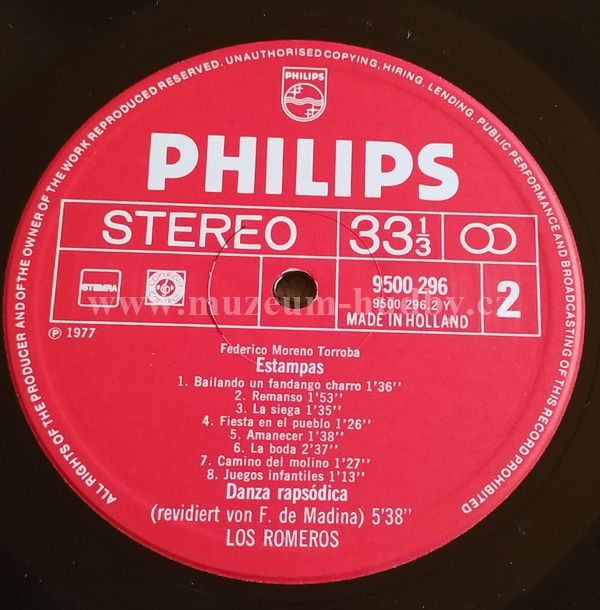 ALL RIGHTS OF THE PRODUCER AND OF THE OWNER OF THE WORK REPRODUCED RESERVED. UNAUTHORISED COPYING, HIRING, LENDING, PUBLIC PERFORMANCE AND BROADCASTING OF THIS RECORD PROHIBITED
PHILIPS
PHILIPS
STEREO 33 1/3
STEMRA COPYRIGHT CONTROL
9500 296
9500 296.2
MADE IN HOLLAND
2
www.muzeum-hudby.cz
℗ 1977
Federico Moreno Torroba
Estampas
1. Bailando un fandango charro 1'36''
2. Remanso 1'53''
3. La siega 1'35''
4. Fiesta en el pueblo 1'26''
5. Amanecer 1'38''
6. La boda 2'37''
7. Camino del molino 1'27''
8. Juegos infantiles 1'13''
Danza rapsódica
(revidiert von F. de Madina) 5'38''
LOS ROMEROS